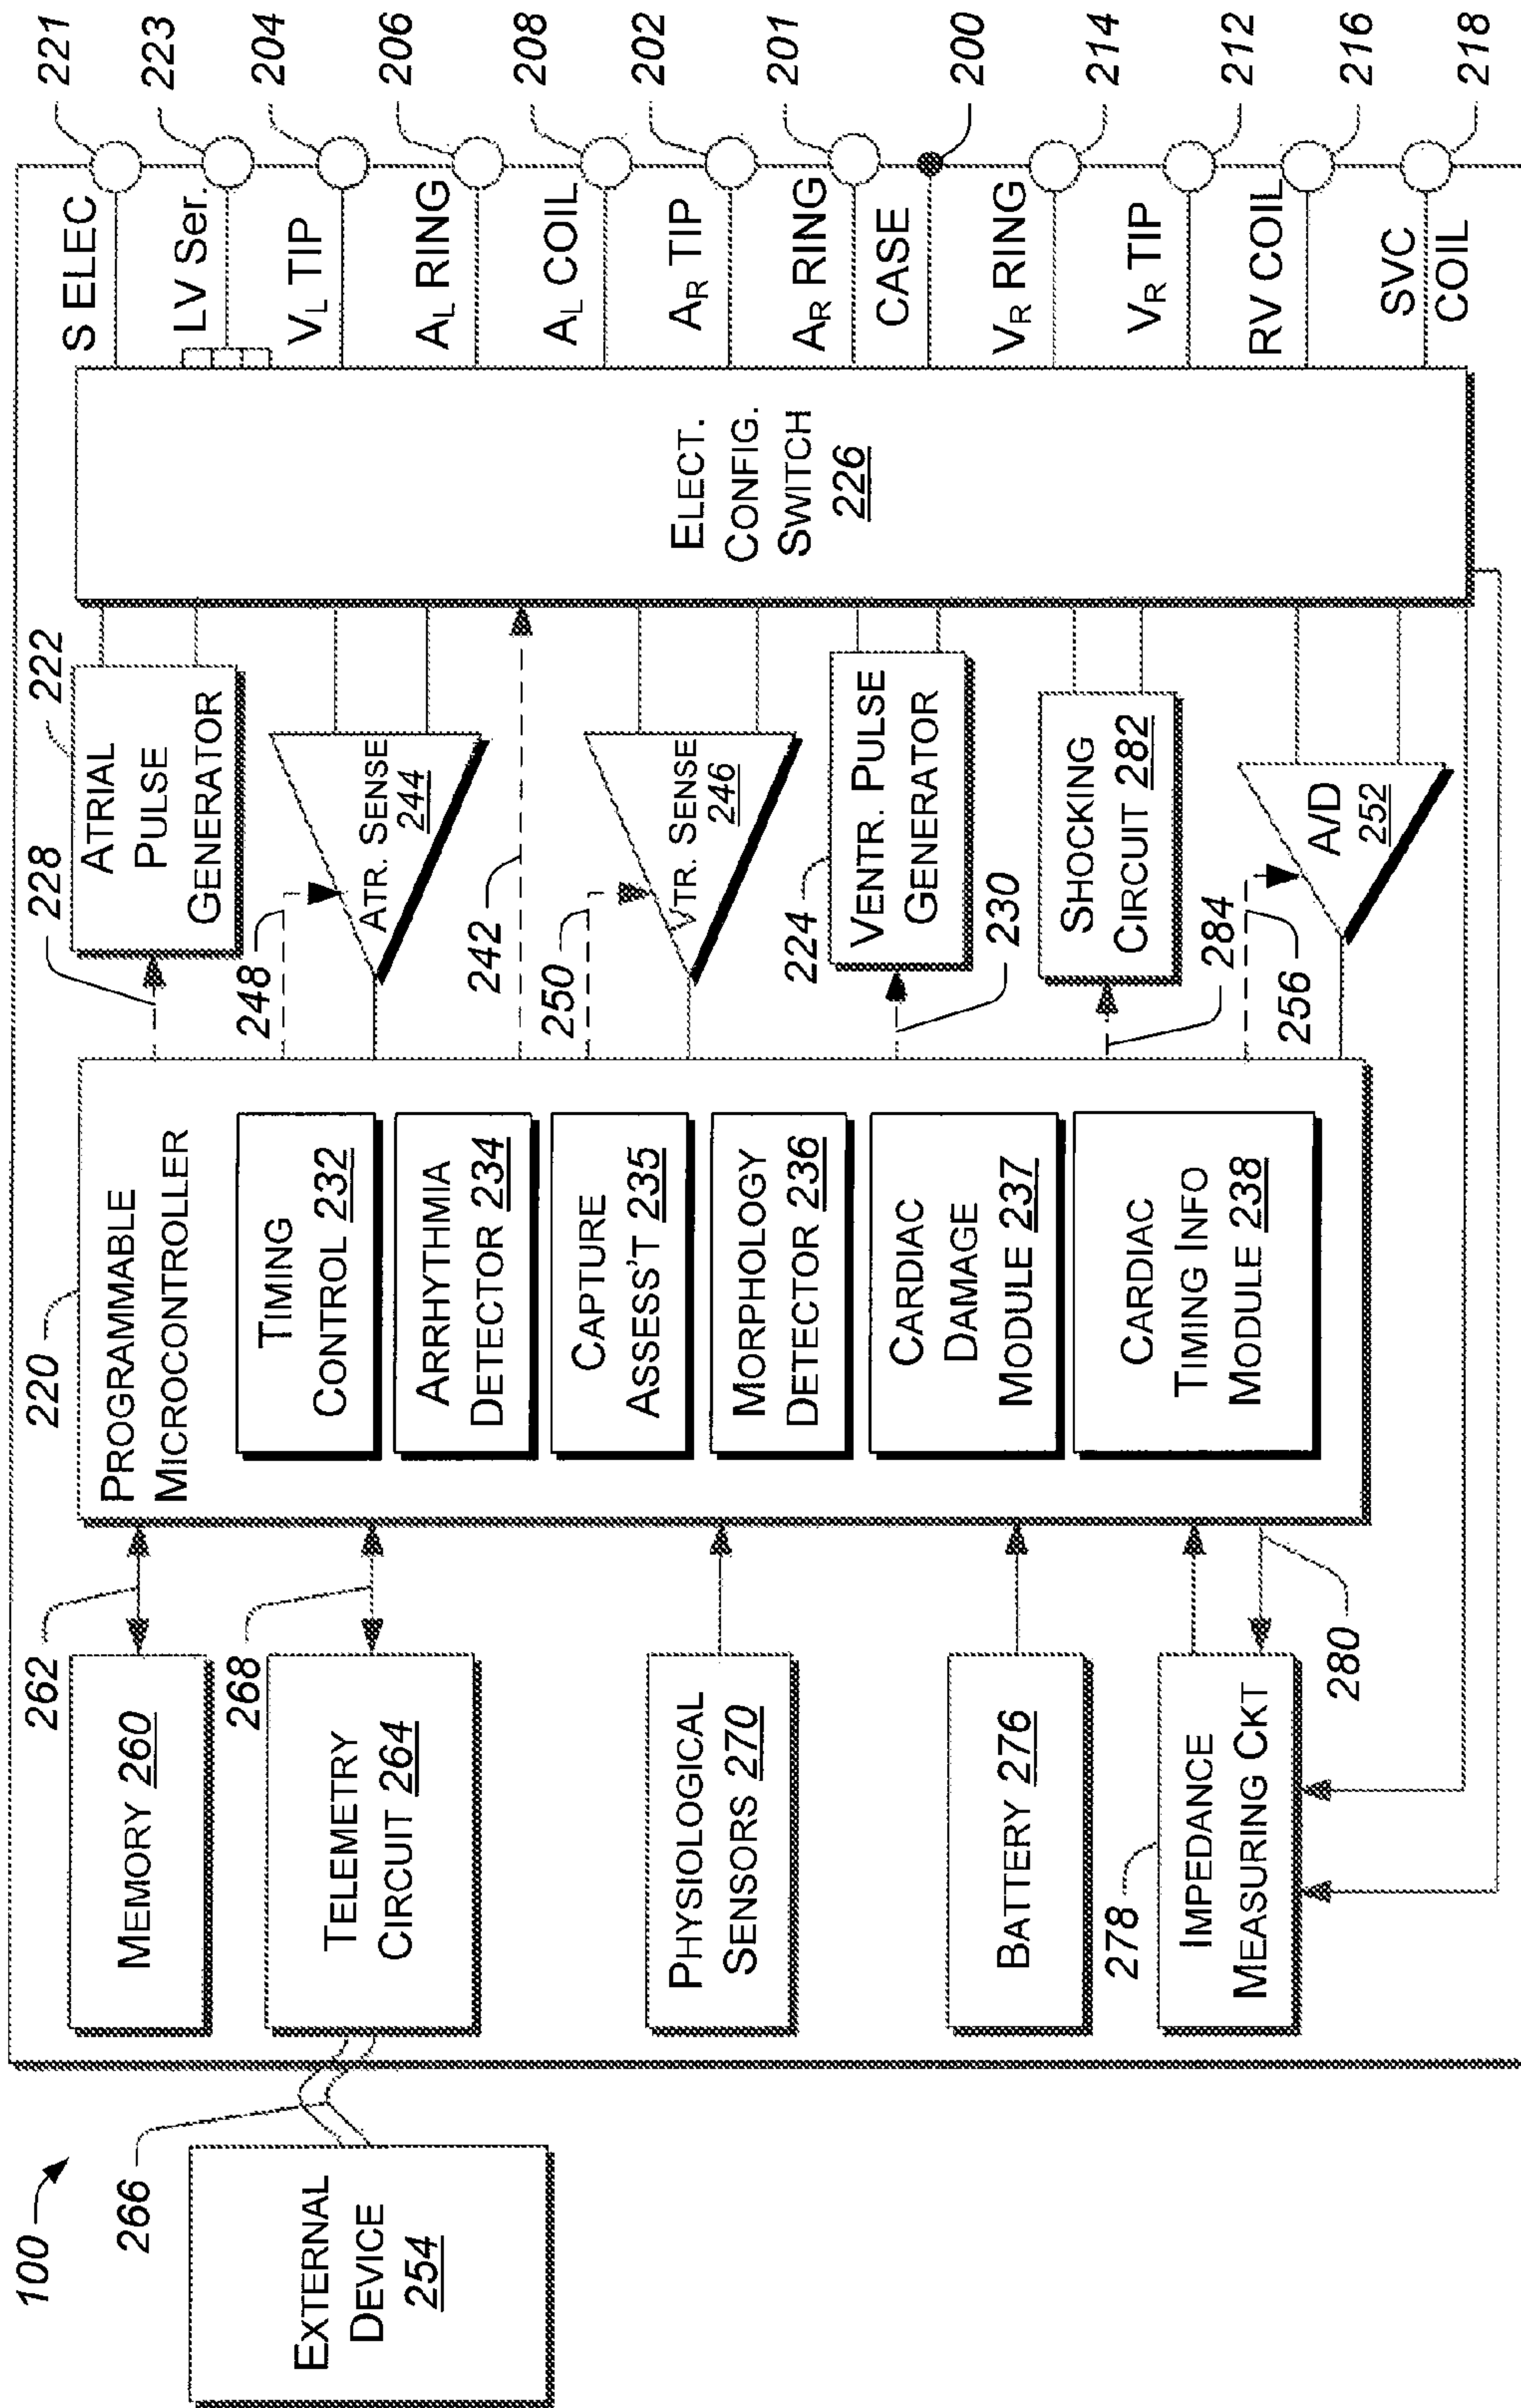 100
EXTERNAL
DEVICE
254
266
MEMORY 260
262
TELEMETRY
CIRCUIT 264
268
PHYSIOLOGICAL
SENSORS 270
BATTERY 276
278
IMPEDANCE
MEASURING CKT
280
220
PROGRAMMABLE
MICROCONTROLLER
TIMING
CONTROL 232
ARRHYTHMIA
DETECTOR 234
CAPTURE
ASSESS'T 235
MORPHOLOGY
DETECTOR 236
CARDIAC
DAMAGE
MODULE 237
CARDIAC
TIMING INFO
MODULE 238
228
222
ATRIAL
PULSE
GENERATOR
248
ATR. SENSE
244
242
250
VTR. SENSE
246
224
VENTR. PULSE
GENERATOR
230
SHOCKING
CIRCUIT 282
284
256
A/D
252
ELECT.
CONFIG.
SWITCH
226
S ELEC
221
LV Ser.
223
VL TIP
204
AL RING
206
AL COIL
208
AR TIP
202
AR RING
201
CASE
200
VR RING
214
VR TIP
212
RV COIL
216
SVC
COIL
218